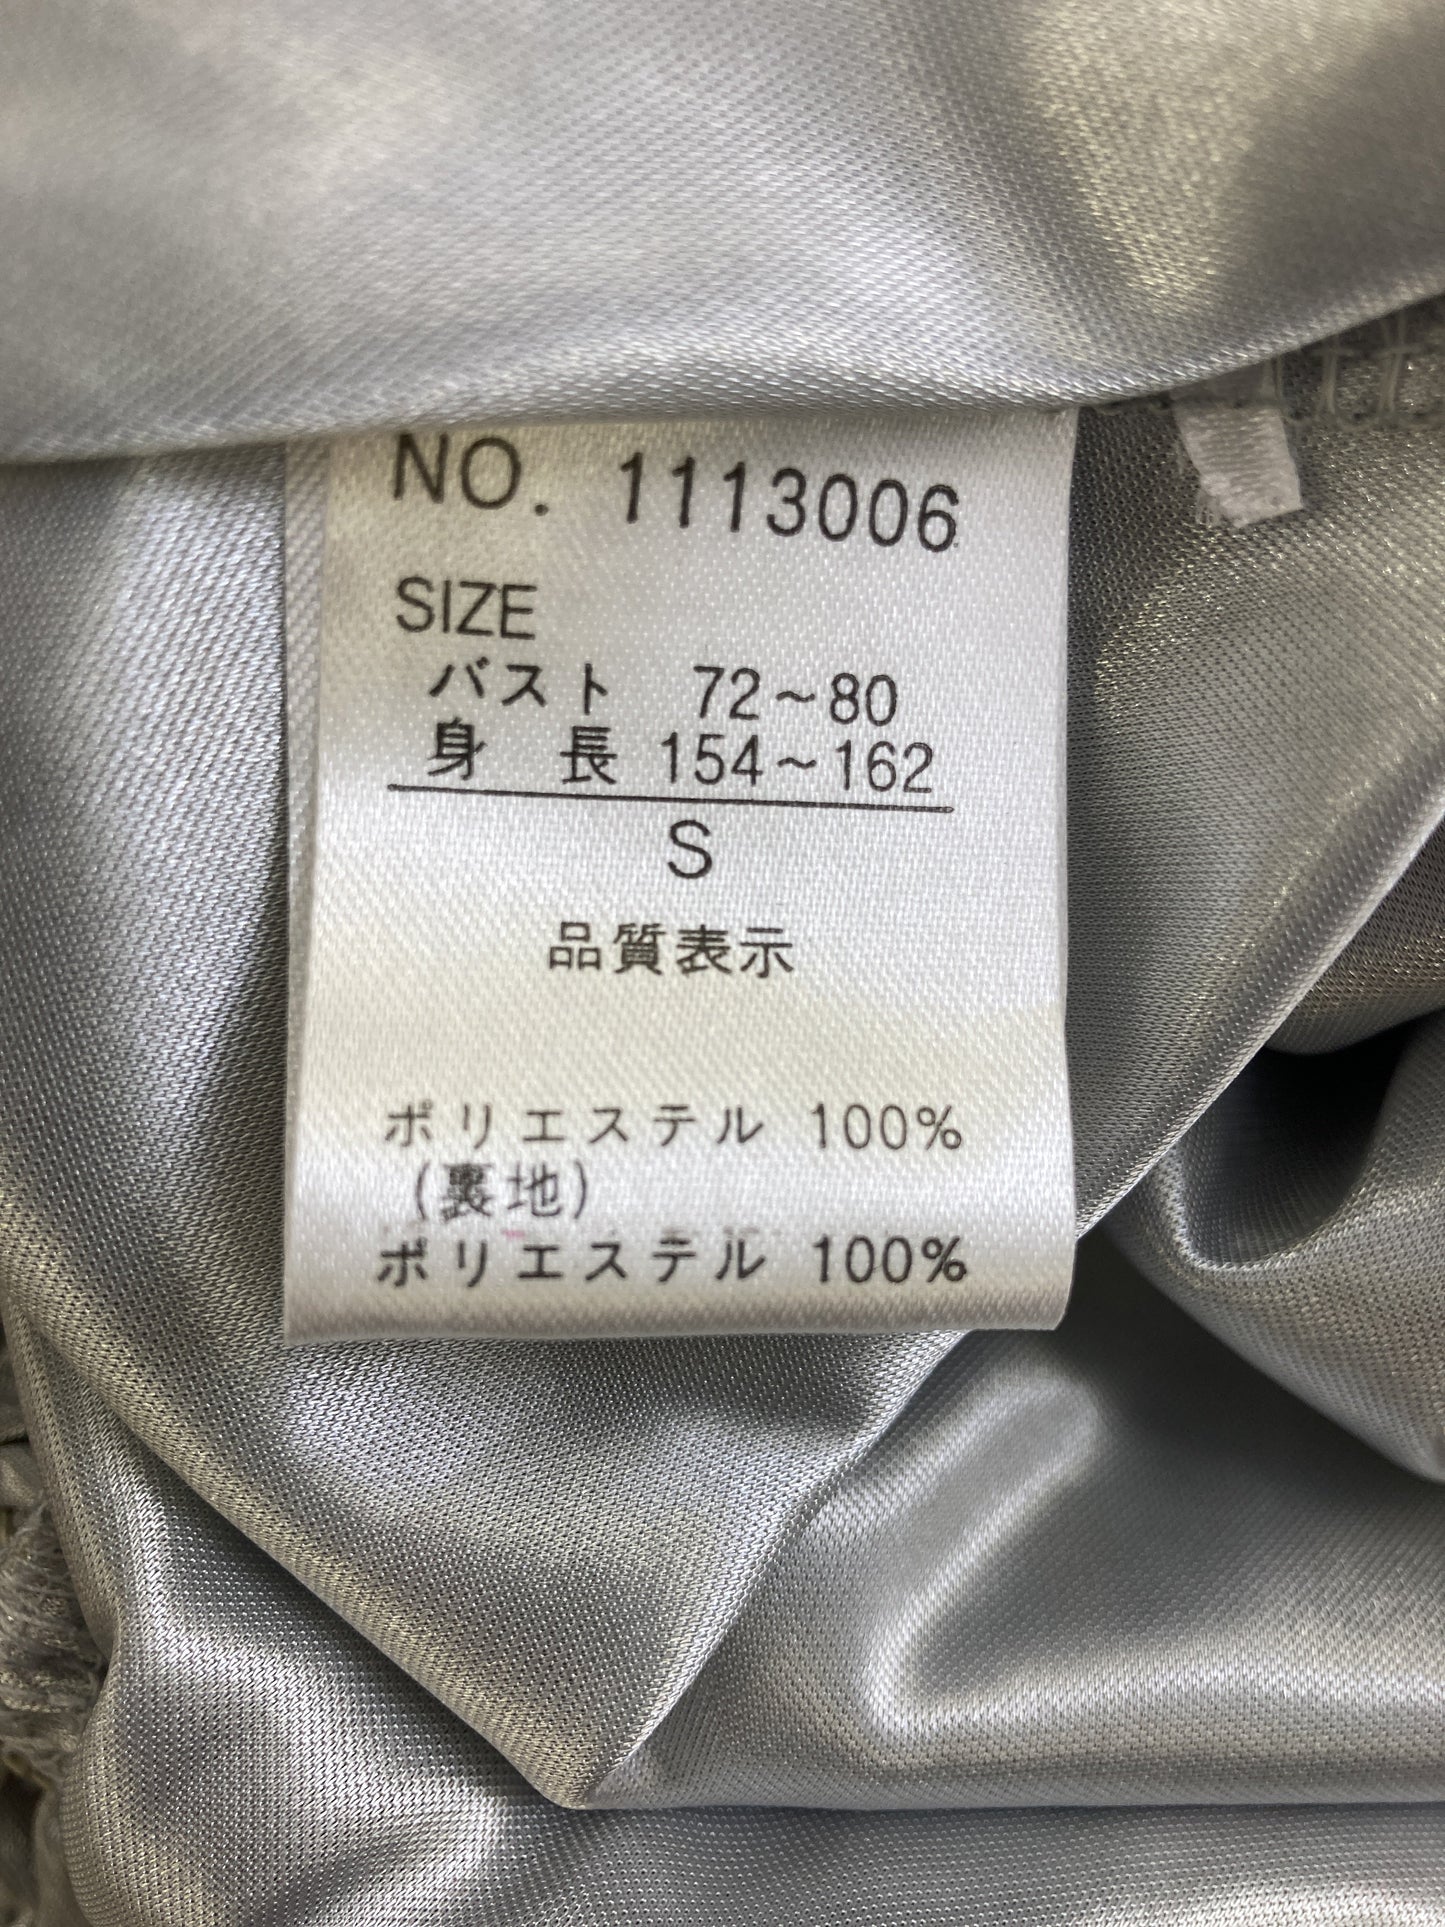 NO. 1113006
SIZE
バスト 72～80
身 長 154～162
S
品質表示
ポリエステル 100%
(裏地)
ポリエステル 100%